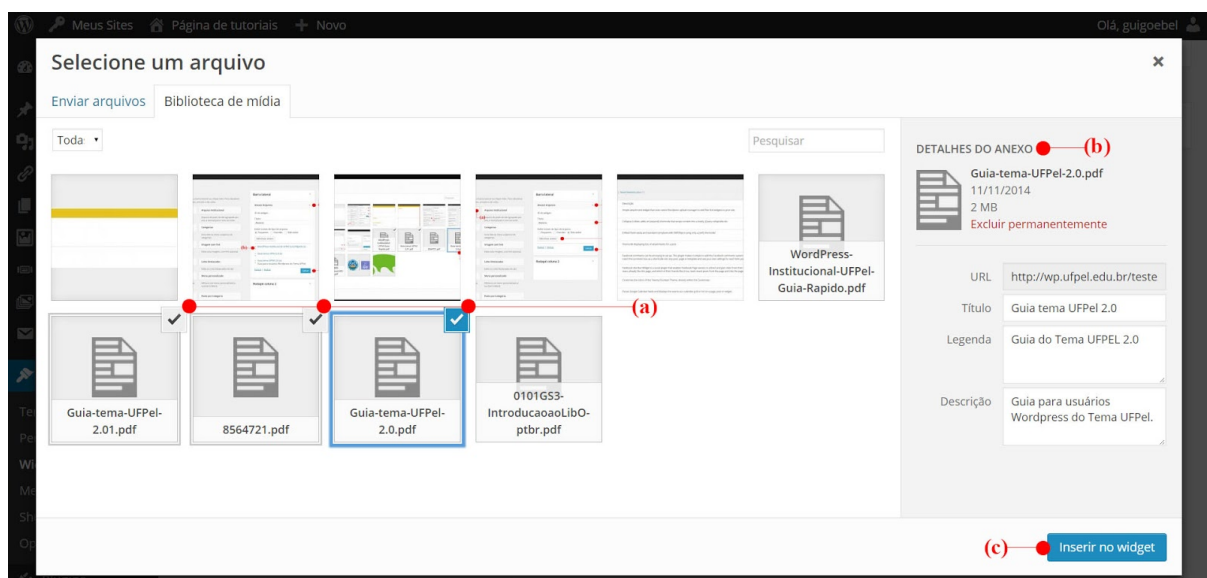 Meus Sites Página de tutoriais + Novo Olá, guigoebel
Selecione um arquivo ×
Enviar arquivos Biblioteca de mídia
Toda
Pesquisar
WordPress-
Institucional-UFPel-
Guia-Rapido.pdf
(a)
Guia-tema-UFPel-
2.01.pdf
8564721.pdf
Guia-tema-UFPel-
2.0.pdf
0101GS3-
IntroducaoaoLibO-
ptbr.pdf
DETALHES DO ANEXO (b)
Guia-tema-UFPel-2.0.pdf
11/11/2014
2 MB
Excluir permanentemente
URL http://wp.ufpel.edu.br/teste
Título Guia tema UFPel 2.0
Legenda Guia do Tema UFPEL 2.0
Descrição Guia para usuários
Wordpress do Tema UFPel.
(c) Inserir no widget